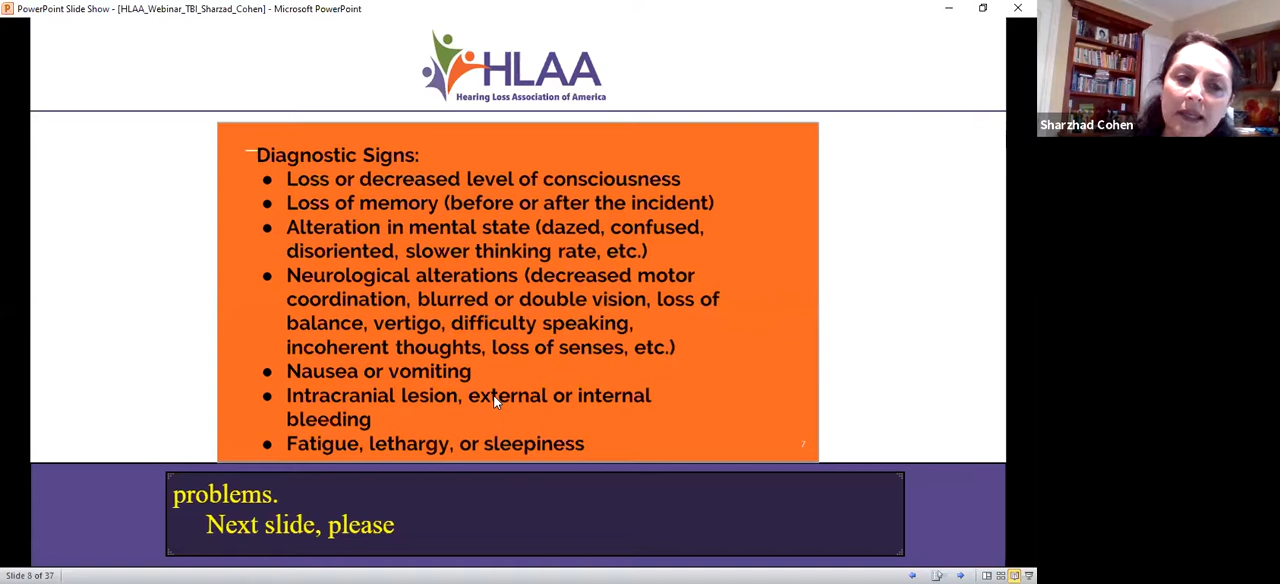 PowerPoint Slide Show - [HLAA_Webinar_TBI_Sharzad_Cohen] - Microsoft PowerPoint
HLAA
Hearing Loss Association of America
Sharzhad Cohen
Diagnostic Signs:
● Loss or decreased level of consciousness
● Loss of memory (before or after the incident)
● Alteration in mental state (dazed, confused,
disoriented, slower thinking rate, etc.)
● Neurological alterations (decreased motor
coordination, blurred or double vision, loss of
balance, vertigo, difficulty speaking,
incoherent thoughts, loss of senses, etc.)
● Nausea or vomiting
● Intracranial lesion, external or internal
bleeding
● Fatigue, lethargy, or sleepiness
7
problems.
Next slide, please
Slide 8 of 37